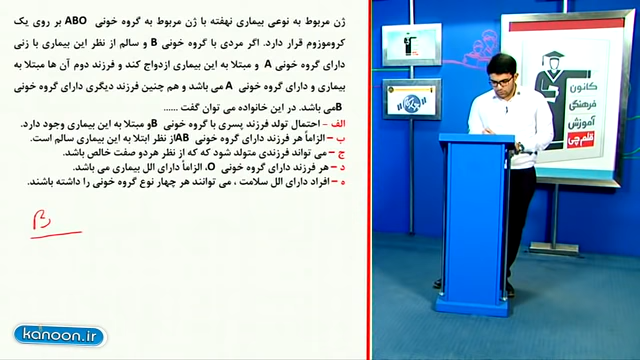 ژن مربوط به نوعی بیماری نهفته با ژن مربوط به گروه خونی ABO بر روی یک
کروموزوم قرار دارد. اگر مردی با گروه خونی B و سالم از نظر این بیماری با زنی
دارای گروه خونی A و مبتلا به این بیماری ازدواج کند و فرزند دوم آن ها مبتلا به
بیماری و دارای گروه خونی A می باشد و هم چنین فرزند دیگری دارای گروه خونی
B می باشد. در این خانواده می توان گفت ......
الف - احتمال تولد فرزند پسری با گروه خونی B و مبتلا به این بیماری وجود دارد.
ب – الزاماً هر فرزند دارای گروه خونی AB از نظر ابتلا به این بیماری سالم است.
ج – می تواند فرزندی متولد شود که که از نظر هردو صفت خالص باشد.
د – هر فرزند دارای گروه خونی O، الزاماً دارای الل بیماری می باشد.
ه – افراد دارای الل سلامت ، می توانند هر چهار نوع گروه خونی را داشته باشند.
B
kanoon.ir
کانون
فرهنگی
آموزش
قلم‌چی